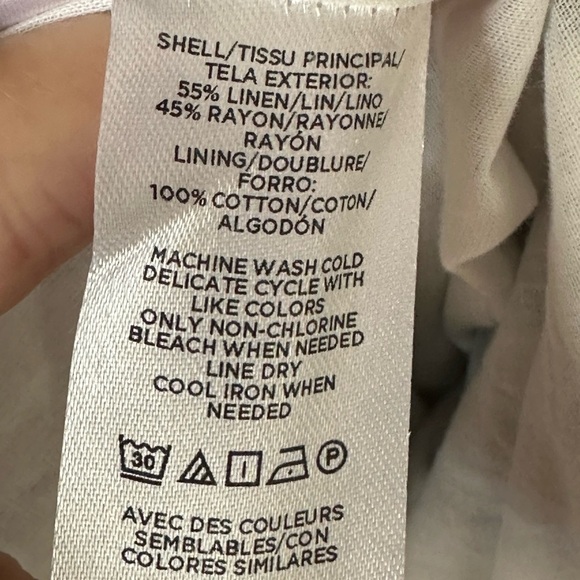 SHELL/TISSU PRINCIPAL/
TELA EXTERIOR:
55% LINEN/LIN/LINO
45% RAYON/RAYONNE/
RAYÓN
LINING/DOUBLURE/
FORRO:
100% COTTON/COTON/
ALGODÓN
MACHINE WASH COLD
DELICATE CYCLE WITH
LIKE COLORS
ONLY NON-CHLORINE
BLEACH WHEN NEEDED
LINE DRY
COOL IRON WHEN
NEEDED
30 P
AVEC DES COULEURS
SEMBLABLES/CON
COLORES SIMILARES